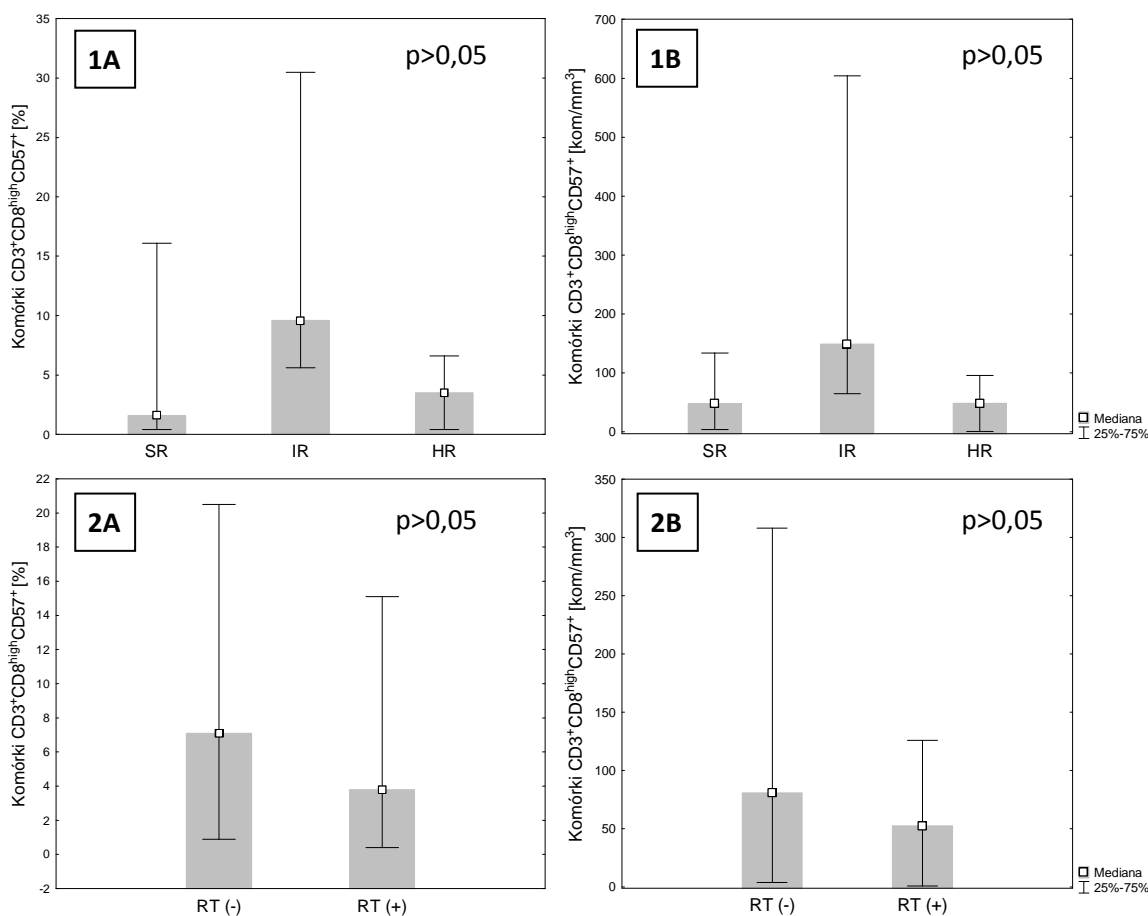 1A
p>0,05
Komórki CD3+CD8highCD57+ [%]
35
30
25
20
15
10
5
0
SR IR HR
1B
p>0,05
Komórki CD3+CD8highCD57+ [kom/mm3]
700
600
500
400
300
200
100
0
SR IR HR
Mediana
25%-75%
2A
p>0,05
Komórki CD3+CD8highCD57+ [%]
22
20
18
16
14
12
10
8
6
4
2
0
-2
RT (-) RT (+)
2B
p>0,05
Komórki CD3+CD8highCD57+ [kom/mm3]
350
300
250
200
150
100
50
0
RT (-) RT (+)
Mediana
25%-75%